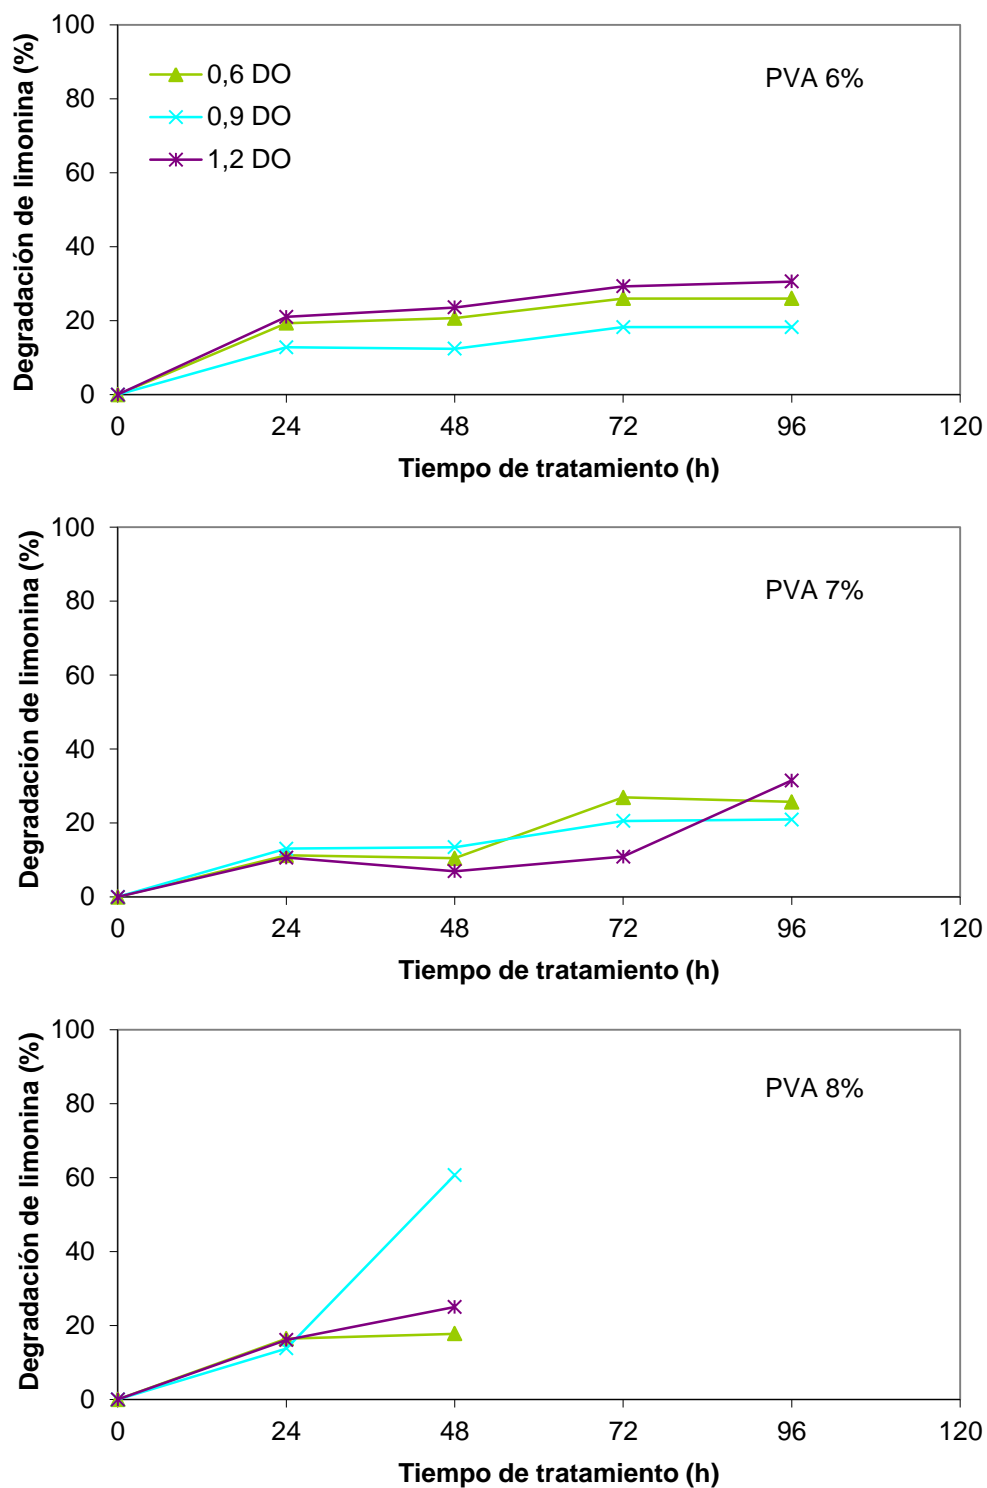 Degradación de limonina (%)
100
80
60
40
20
0
0,6 DO
0,9 DO
1,2 DO
PVA 6%
0 24 48 72 96 120
Tiempo de tratamiento (h)
Degradación de limonina (%)
100
80
60
40
20
0
PVA 7%
0 24 48 72 96 120
Tiempo de tratamiento (h)
Degradación de limonina (%)
100
80
60
40
20
0
PVA 8%
0 24 48 72 96 120
Tiempo de tratamiento (h)